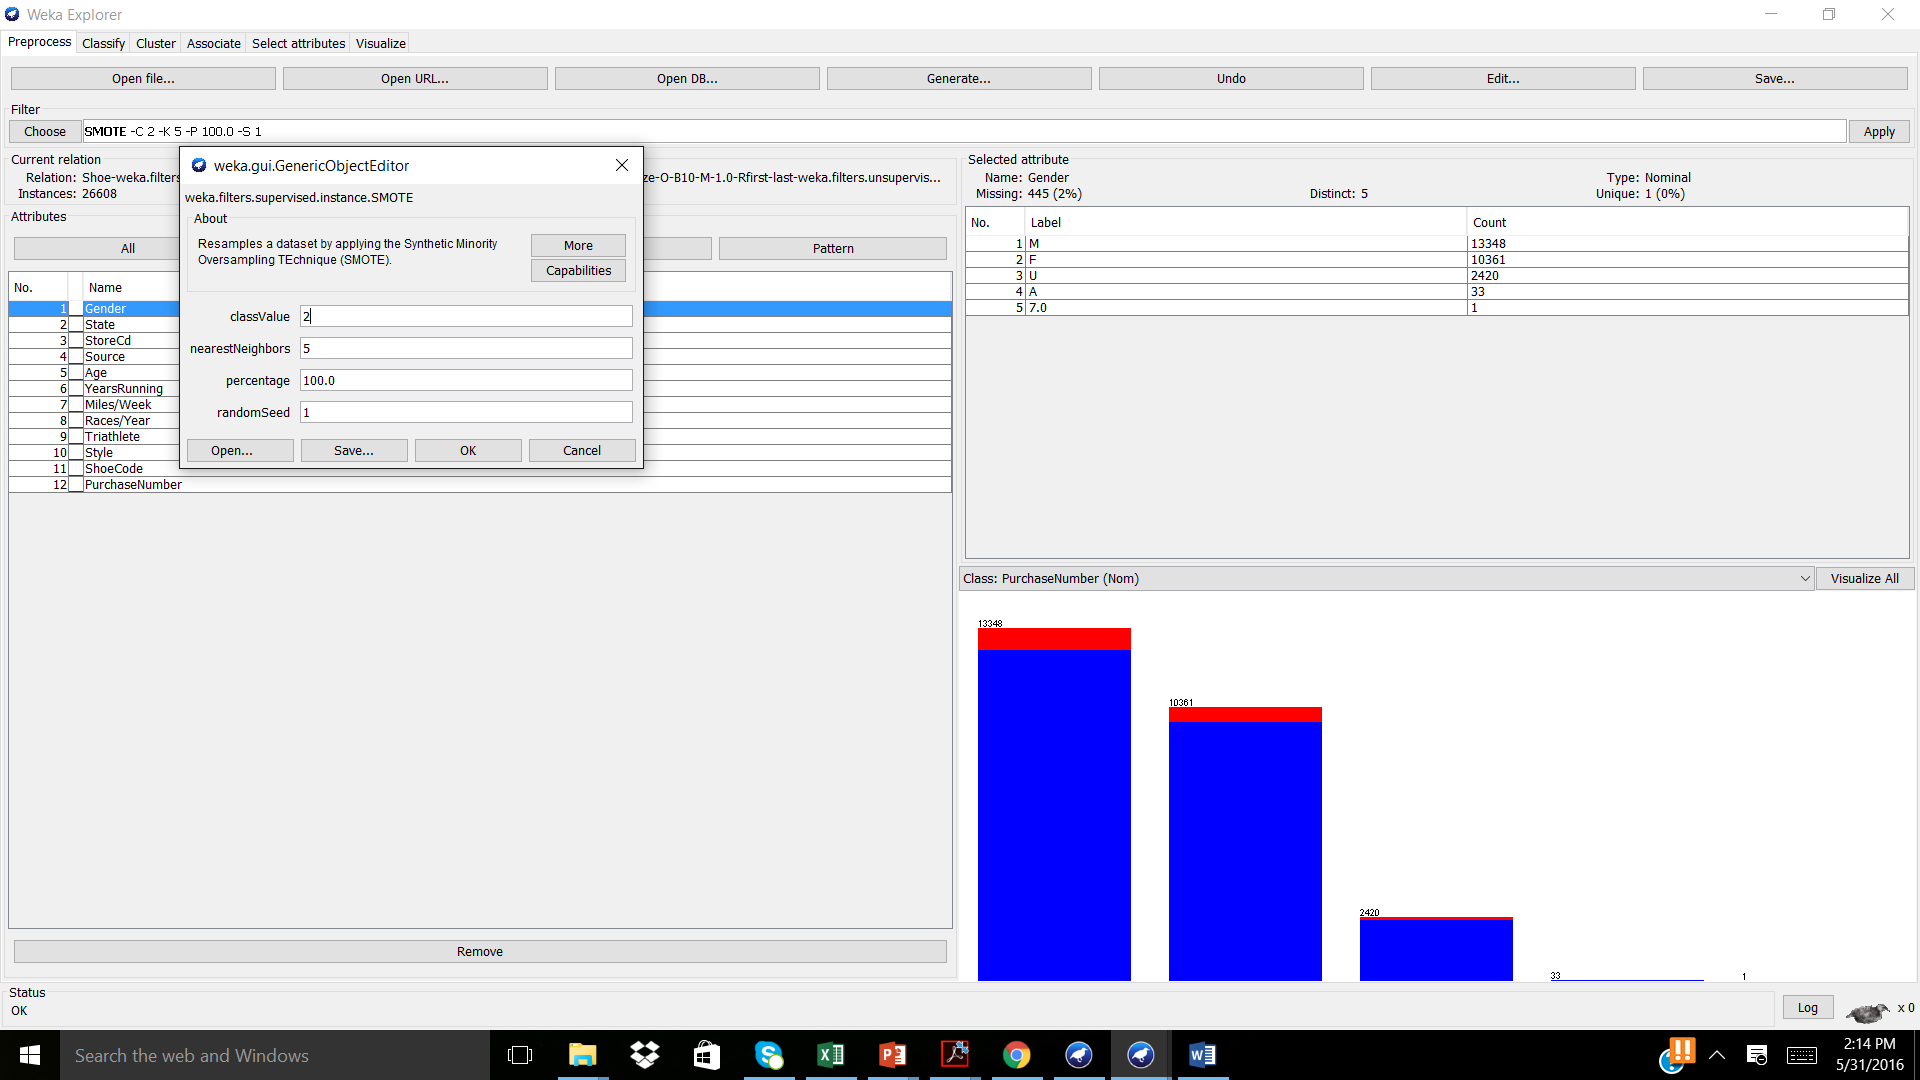 Weka Explorer
Preprocess Classify Cluster Associate Select attributes Visualize
Open file... Open URL... Open DB... Generate... Undo Edit... Save...
Filter
Choose SMOTE -C 2 -K 5 -P 100.0 -S 1 Apply
Current relation
Relation: Shoe-weka.filters ze-O-B10-M-1.0-Rfirst-last-weka.filters.unsupervis...
Instances: 26608
Attributes
All Pattern
No. Name
1 Gender
2 State
3 StoreCd
4 Source
5 Age
6 YearsRunning
7 Miles/Week
8 Races/Year
9 Triathlete
10 Style
11 ShoeCode
12 PurchaseNumber
Remove
weka.gui.GenericObjectEditor
weka.filters.supervised.instance.SMOTE
About
Resamples a dataset by applying the Synthetic Minority
Oversampling TEchnique (SMOTE).
More
Capabilities
classValue 2
nearestNeighbors 5
percentage 100.0
randomSeed 1
Open... Save... OK Cancel
Selected attribute
Name: Gender Type: Nominal
Missing: 445 (2%) Distinct: 5 Unique: 1 (0%)
No. Label Count
1 M 13348
2 F 10361
3 U 2420
4 A 33
5 7.0 1
Class: PurchaseNumber (Nom) Visualize All
13348
10361
2420
33
1
Status
OK
Log x 0
Search the web and Windows
2:14 PM
5/31/2016